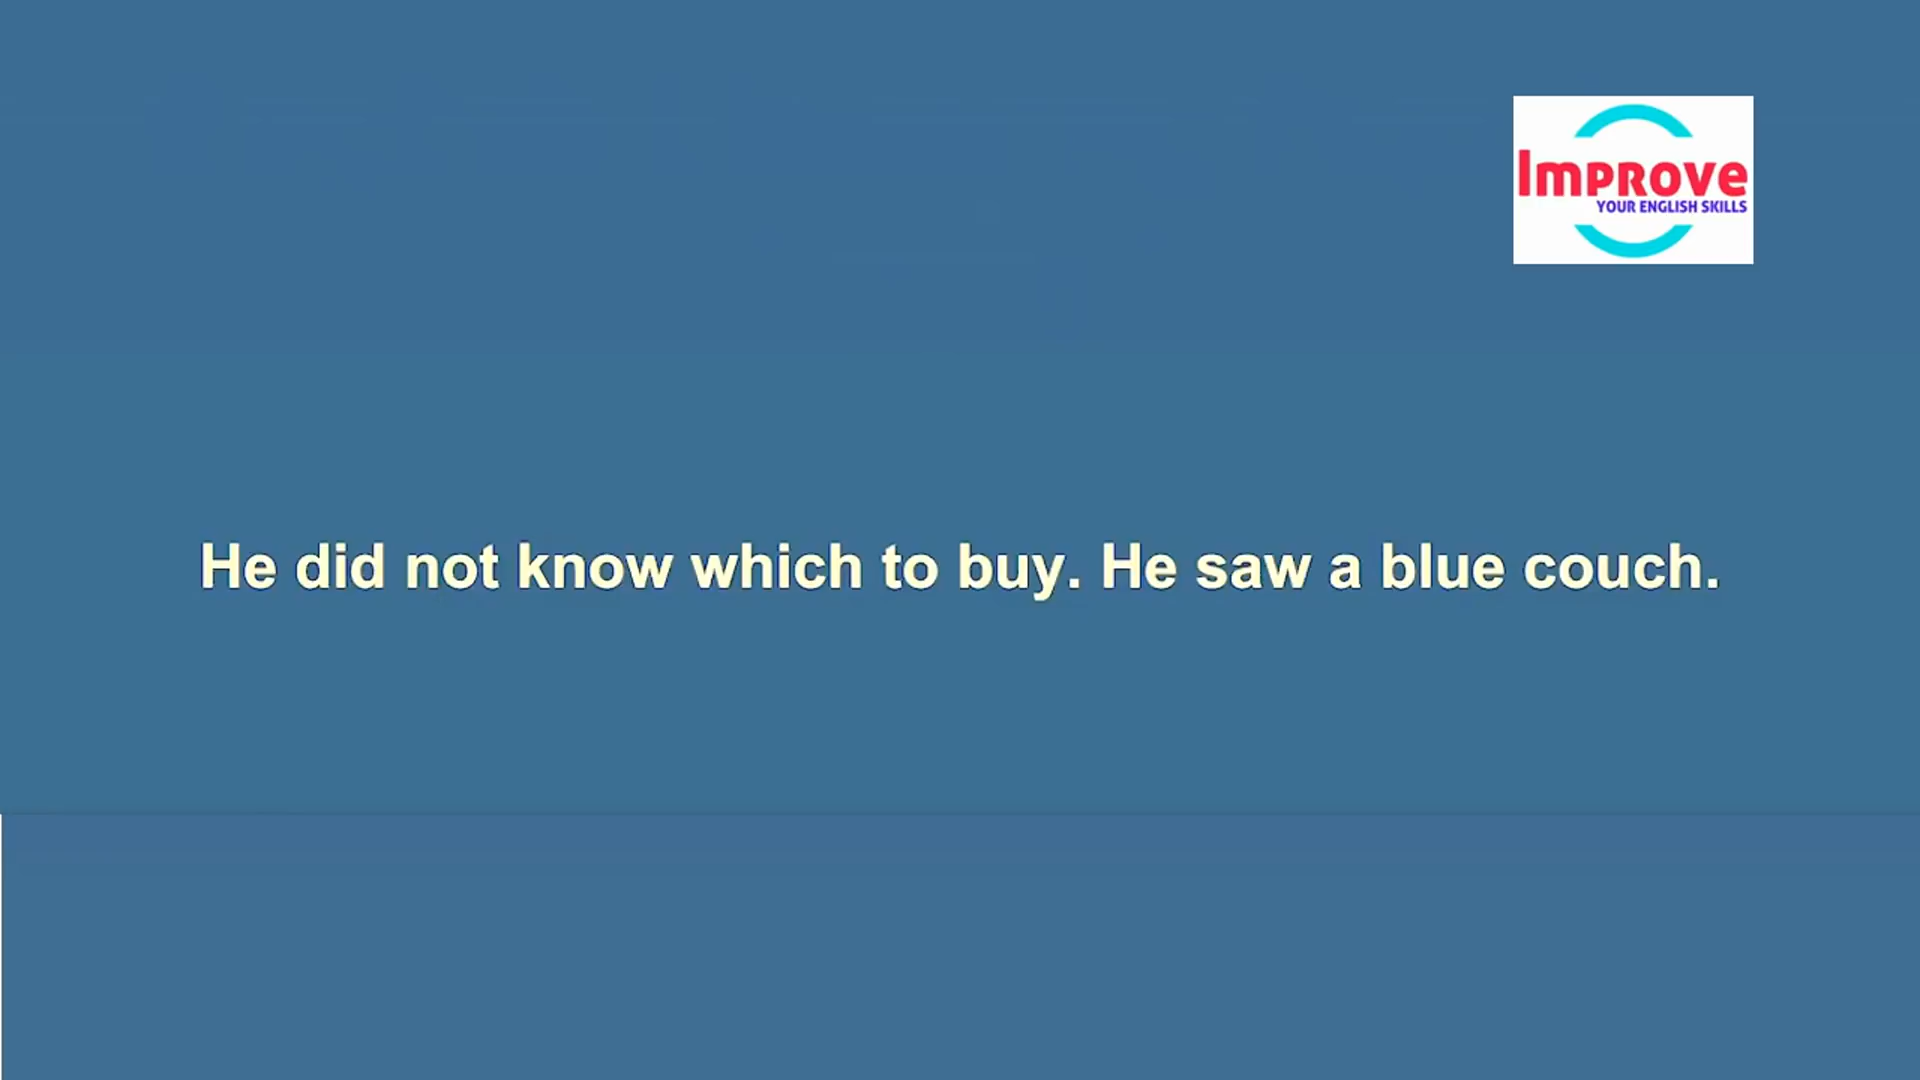 Improve
YOUR ENGLISH SKILLS
He did not know which to buy. He saw a blue couch.